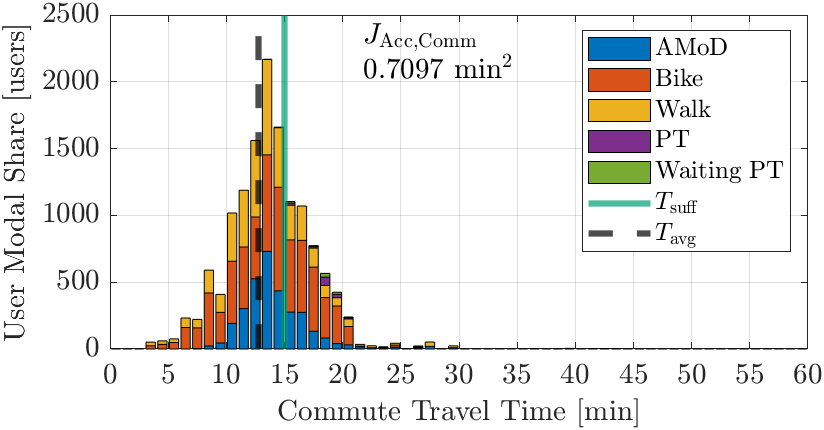 2500
2000
1500
1000
500
0
User Modal Share [users]
J_Acc,Comm
0.7097 min²
AMoD
Bike
Walk
PT
Waiting PT
T_suff
T_avg
0 5 10 15 20 25 30 35 40 45 50 55 60
Commute Travel Time [min]